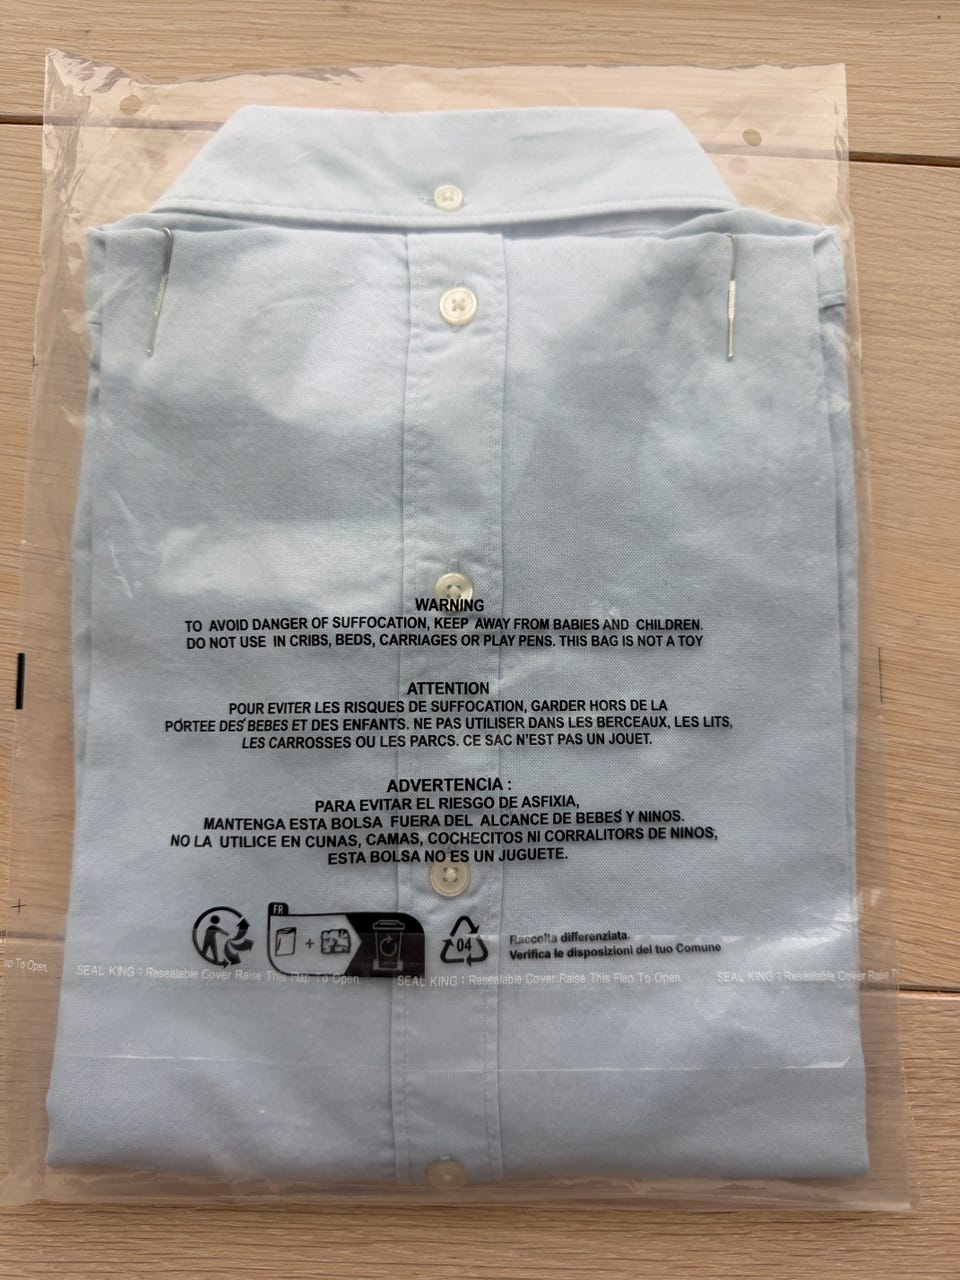 WARNING
TO AVOID DANGER OF SUFFOCATION, KEEP AWAY FROM BABIES AND CHILDREN.
DO NOT USE IN CRIBS, BEDS, CARRIAGES OR PLAY PENS. THIS BAG IS NOT A TOY
ATTENTION
POUR EVITER LES RISQUES DE SUFFOCATION, GARDER HORS DE LA
PORTEE DES BEBES ET DES ENFANTS. NE PAS UTILISER DANS LES BERCEAUX, LES LITS,
LES CARROSSES OU LES PARCS. CE SAC N'EST PAS UN JOUET.
ADVERTENCIA :
PARA EVITAR EL RIESGO DE ASFIXIA,
MANTENGA ESTA BOLSA FUERA DEL ALCANCE DE BEBES Y NINOS.
NO LA UTILICE EN CUNAS, CAMAS, COCHECITOS NI CORRALITORS DE NINOS,
ESTA BOLSA NO ES UN JUGUETE.
FR
+
04
Raccolta differenziata.
Verifica le disposizioni del tuo Comune
ap To Open. SEAL KING : Resealable Cover Raise This Flap To Open. SEAL KING : Resealable Cover Raise This Flap To Open. SEAL KING : Resealable Cover Raise T